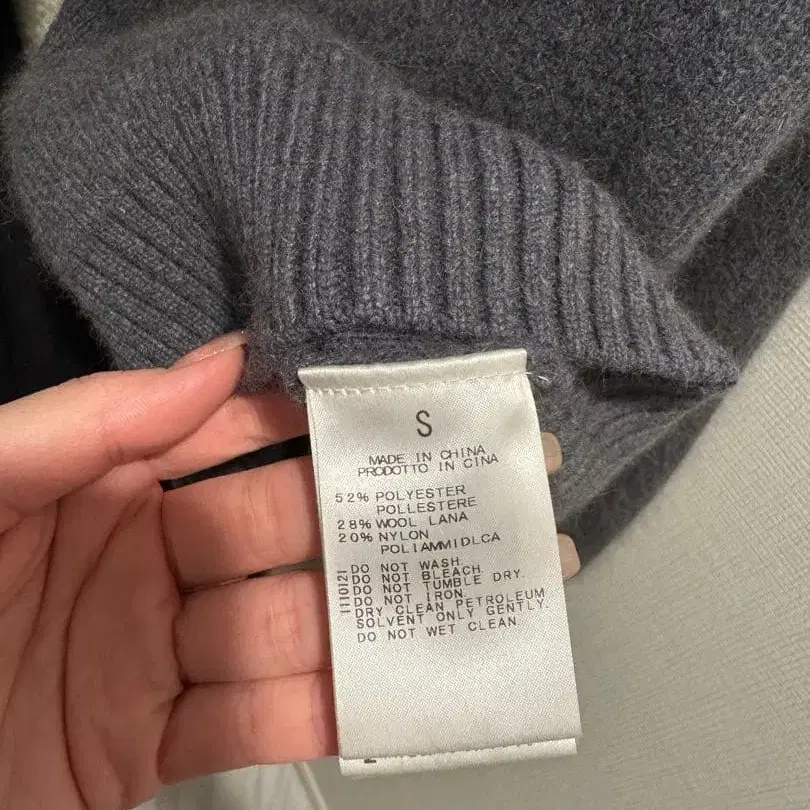 S
MADE IN CHINA
PRODOTTO IN CINA
52% POLYESTER
POLLESTERE
28% WOOL LANA
20% NYLON
POLIAMMIDLCA
1110121
DO NOT WASH.
DO NOT BLEACH.
DO NOT TUMBLE DRY.
DO NOT IRON.
DRY CLEAN PETROLEUM
SOLVENT ONLY GENTLY.
DO NOT WET CLEAN.